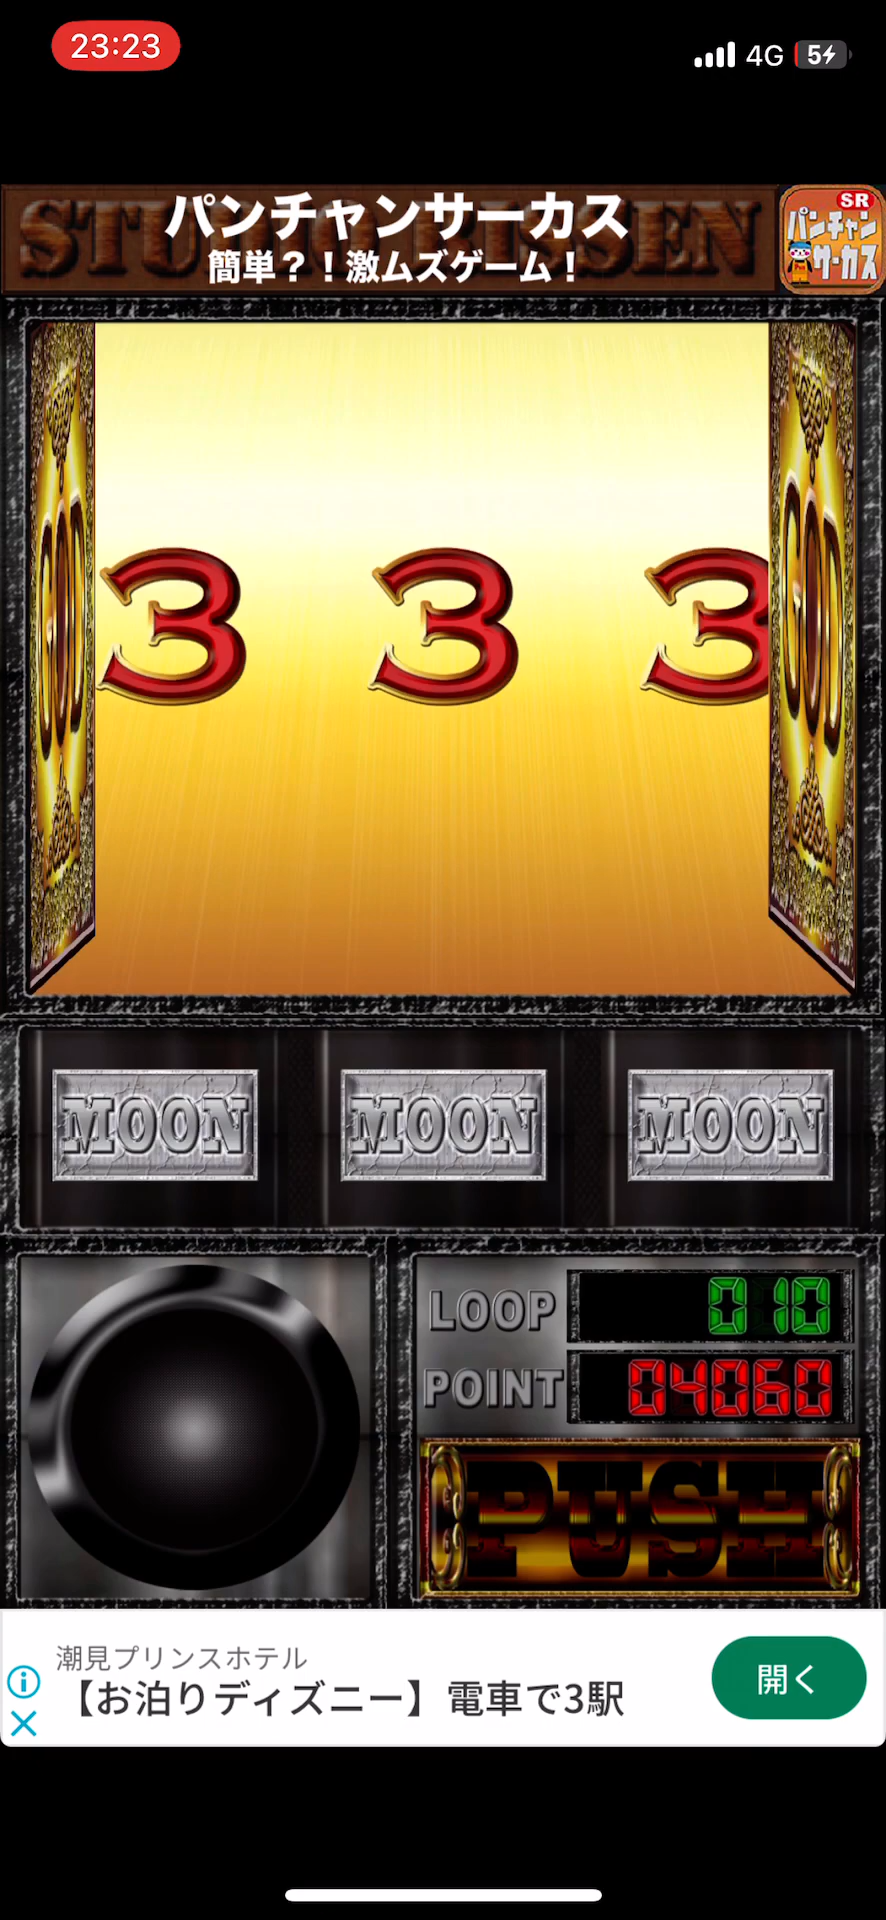 23:23
4G
5
パンチャンサーカス
簡単？！激ムズゲーム！
SR
パンチャン
サーカス
GOD
3 3 3
GOD
MOON MOON MOON
LOOP 010
POINT 04060
PUSH
潮見プリンスホテル
【お泊りディズニー】電車で3駅
開く